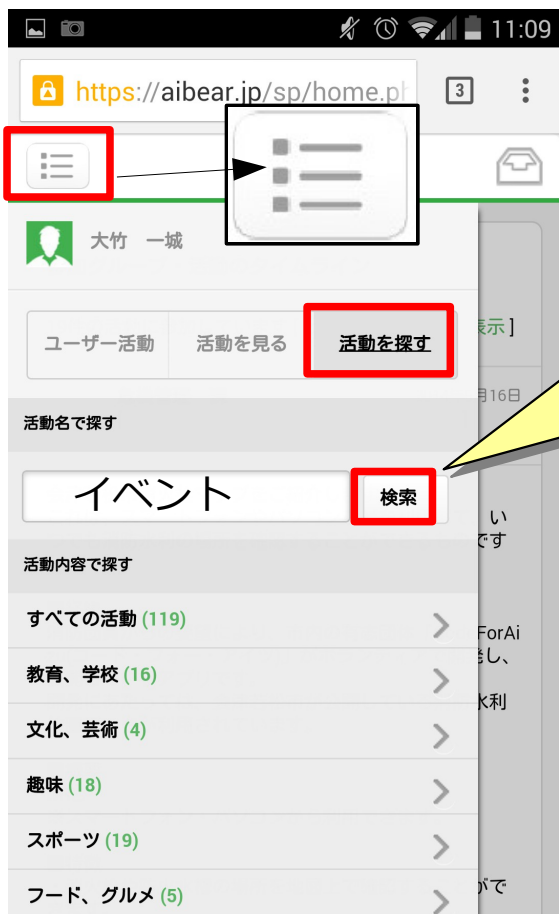 11:09
https://aibear.jp/sp/home.p
3
大竹 一城
表示]
ユーザー活動 活動を見る 活動を探す
月16日
活動名で探す
イベント 検索
い
です
活動内容で探す
すべての活動 (119)
ForAi
し、
教育、学校 (16)
水利
文化、芸術 (4)
趣味 (18)
スポーツ (19)
フード、グルメ (5)
がで